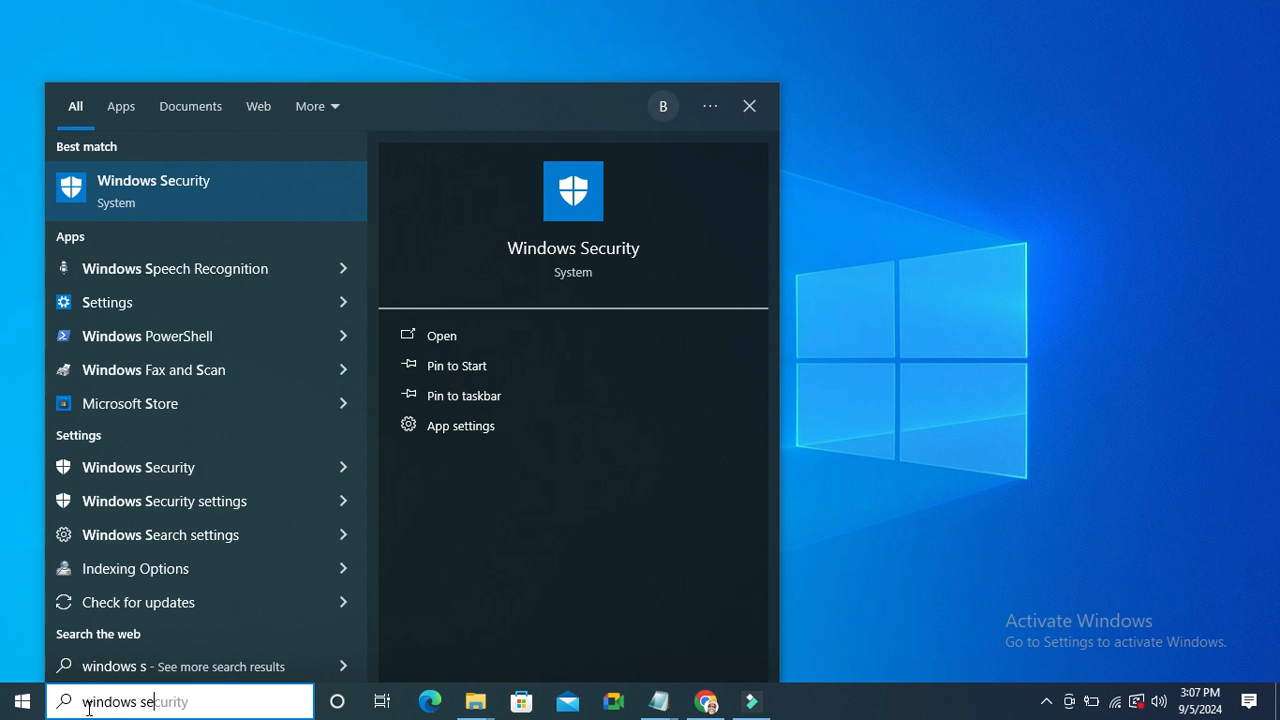 All Apps Documents Web More B ...
Best match
Windows Security
System
Apps
Windows Speech Recognition
Settings
Windows PowerShell
Windows Fax and Scan
Microsoft Store
Settings
Windows Security
Windows Security settings
Windows Search settings
Indexing Options
Check for updates
Search the web
windows s - See more search results
Windows Security
System
Open
Pin to Start
Pin to taskbar
App settings
Activate Windows
Go to Settings to activate Windows.
windows security
3:07 PM
9/5/2024